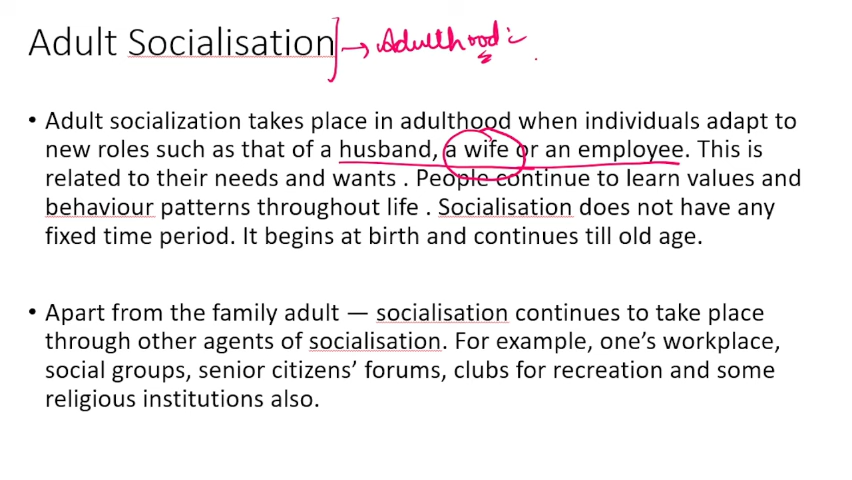 Adult Socialisation → Adulthood :
• Adult socialization takes place in adulthood when individuals adapt to
new roles such as that of a husband, a wife or an employee. This is
related to their needs and wants . People continue to learn values and
behaviour patterns throughout life . Socialisation does not have any
fixed time period. It begins at birth and continues till old age.
• Apart from the family adult — socialisation continues to take place
through other agents of socialisation. For example, one’s workplace,
social groups, senior citizens’ forums, clubs for recreation and some
religious institutions also.